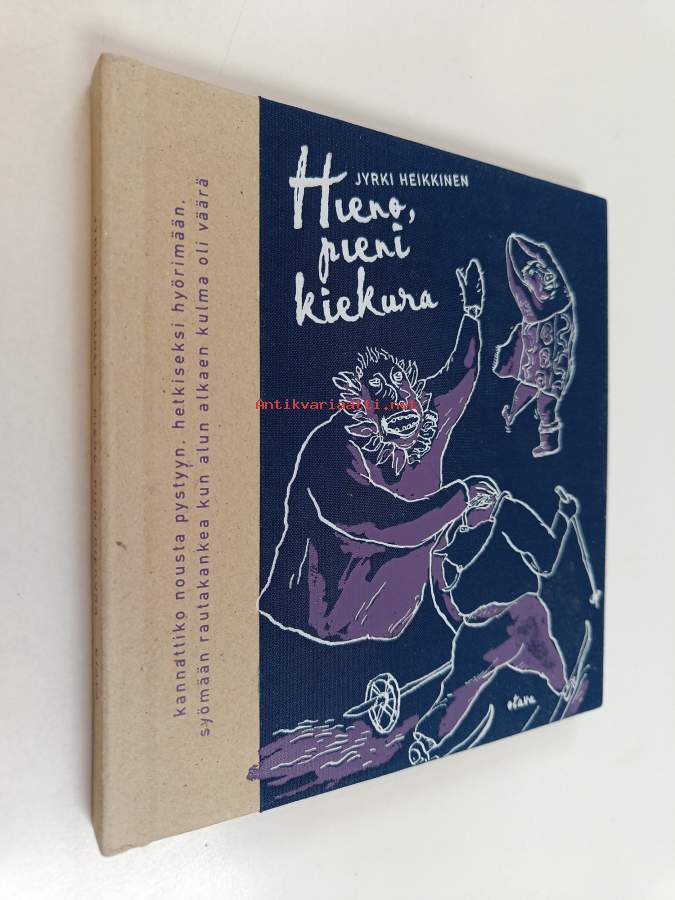 JYRKI HEIKKINEN
Hieno,
pieni
kiekura
kannattiko nousta pystyyn, hetkiseksi hyörimään,
syömään rautakankea kun alun alkaen kulma oli väärä
Antikvariaatti.net
otava